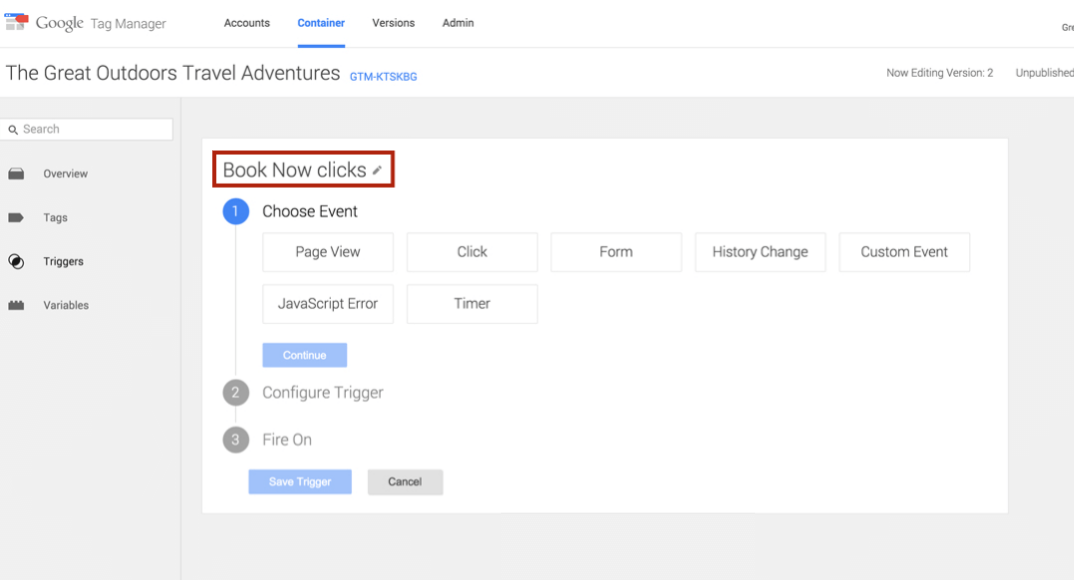 Google Tag Manager Accounts Container Versions Admin
The Great Outdoors Travel Adventures GTM-KTSKBG Now Editing Version: 2 Unpublished
Search
Overview
Tags
Triggers
Variables
Book Now clicks
1 Choose Event
Page View Click Form History Change Custom Event
JavaScript Error Timer
Continue
2 Configure Trigger
3 Fire On
Save Trigger Cancel